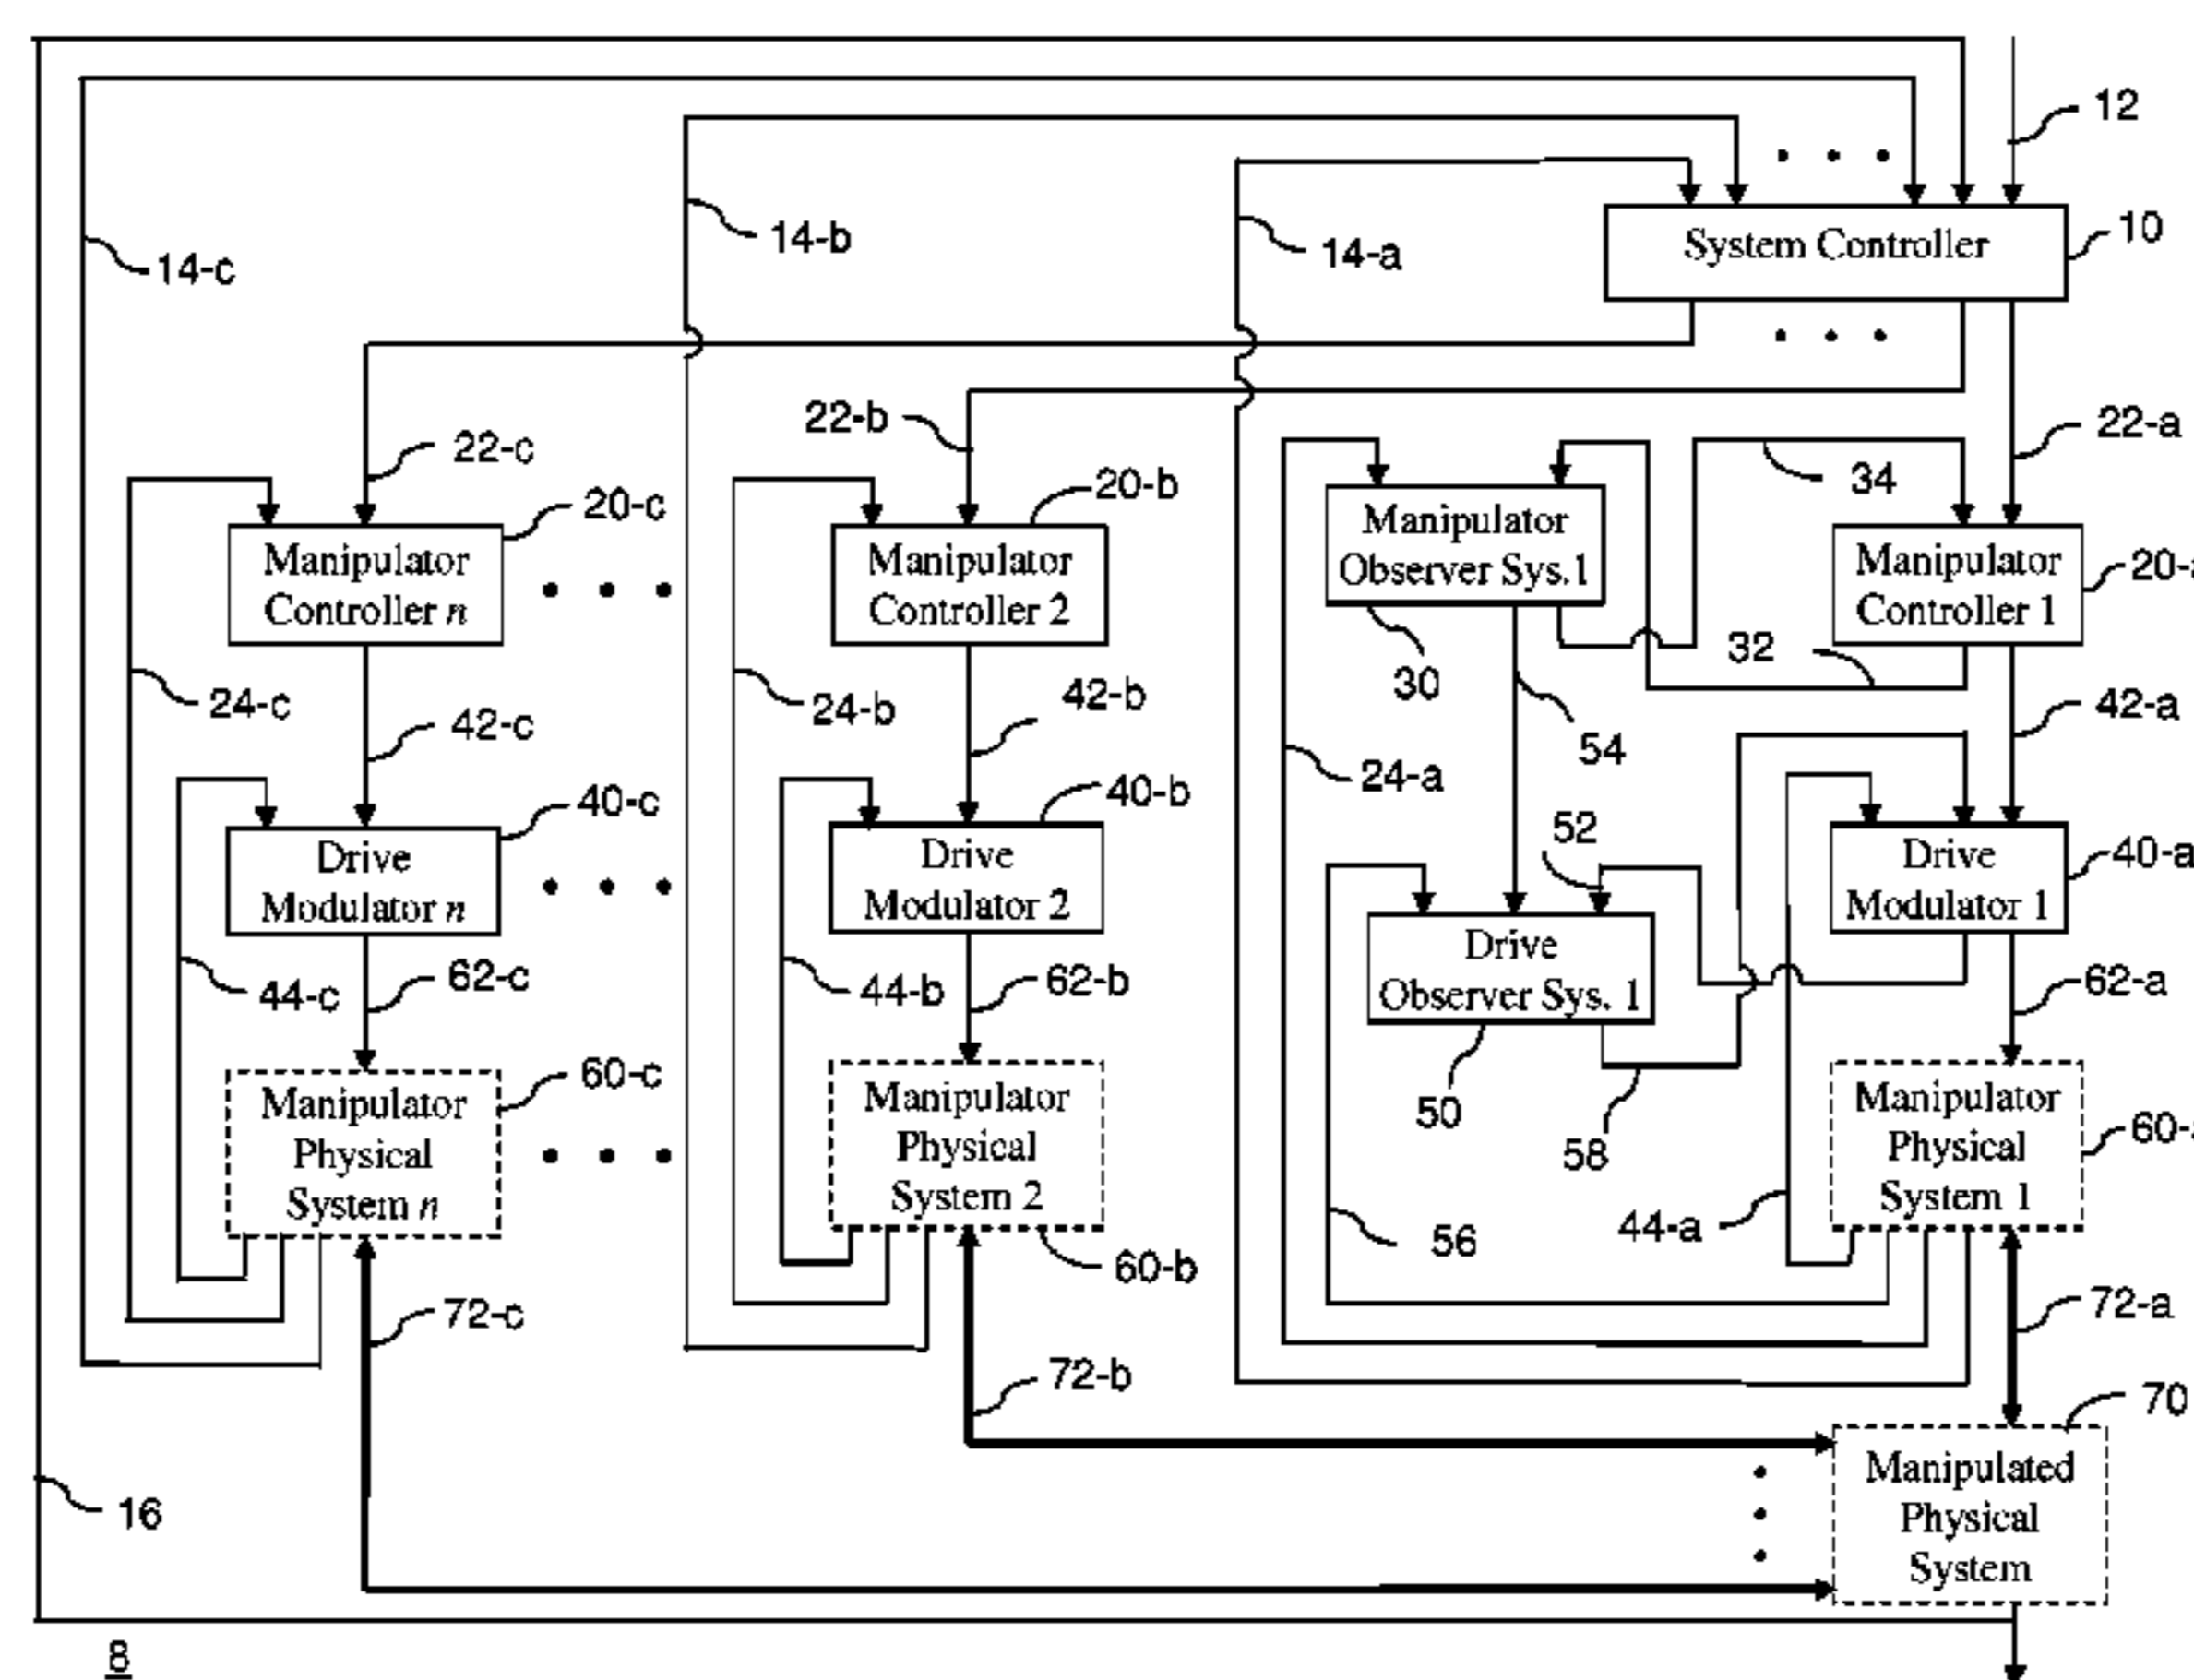 12
10
System Controller
14-c
14-b
14-a
22-c
22-b
22-a
34
20-c
20-b
Manipulator
Observer Sys.1
Manipulator
Controller n
Manipulator
Controller 2
Manipulator
Controller 1
20-a
30
32
54
24-c
24-b
24-a
42-c
42-b
42-a
52
40-c
40-b
40-a
Drive
Modulator n
Drive
Modulator 2
Drive
Modulator 1
Drive
Observer Sys. 1
44-c
62-c
44-b
62-b
62-a
50
58
60-c
Manipulator
Physical
System n
Manipulator
Physical
System 2
Manipulator
Physical
System 1
60-a
56
44-a
60-b
72-c
72-b
72-a
70
Manipulated
Physical
System
16
8